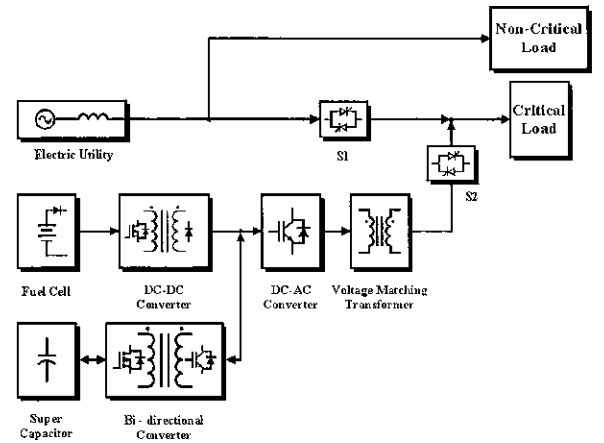 Non-Critical
Load
Critical
Load
Electric Utility
S1
S2
Fuel Cell
DC-DC
Converter
DC-AC
Converter
Voltage Matching
Transformer
Super
Capacitor
Bi - directional
Converter